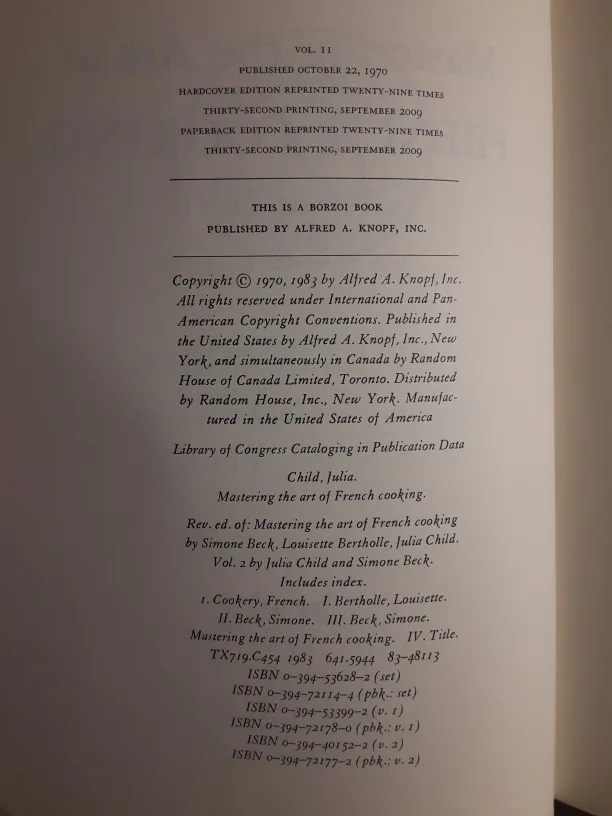 VOL. II
PUBLISHED OCTOBER 22, 1970
HARDCOVER EDITION REPRINTED TWENTY-NINE TIMES
THIRTY-SECOND PRINTING, SEPTEMBER 2009
PAPERBACK EDITION REPRINTED TWENTY-NINE TIMES
THIRTY-SECOND PRINTING, SEPTEMBER 2009
THIS IS A BORZOI BOOK
PUBLISHED BY ALFRED A. KNOPF, INC.
Copyright © 1970, 1983 by Alfred A. Knopf, Inc.
All rights reserved under International and Pan-
American Copyright Conventions. Published in
the United States by Alfred A. Knopf, Inc., New
York, and simultaneously in Canada by Random
House of Canada Limited, Toronto. Distributed
by Random House, Inc., New York. Manufac-
tured in the United States of America
Library of Congress Cataloging in Publication Data
Child, Julia.
Mastering the art of French cooking.
Rev. ed. of: Mastering the art of French cooking
by Simone Beck, Louisette Bertholle, Julia Child.
Vol. 2 by Julia Child and Simone Beck.
Includes index.
1. Cookery, French. I. Bertholle, Louisette.
II. Beck, Simone. III. Beck, Simone.
Mastering the art of French cooking. IV. Title.
TX719.C454 1983 641.5944 83-48113
ISBN 0-394-53628-2 (set)
ISBN 0-394-72114-4 (pbk.: set)
ISBN 0-394-53399-2 (v. 1)
ISBN 0-394-72178-0 (pbk.: v. 1)
ISBN 0-394-40152-2 (v. 2)
ISBN 0-394-72177-2 (pbk.: v. 2)